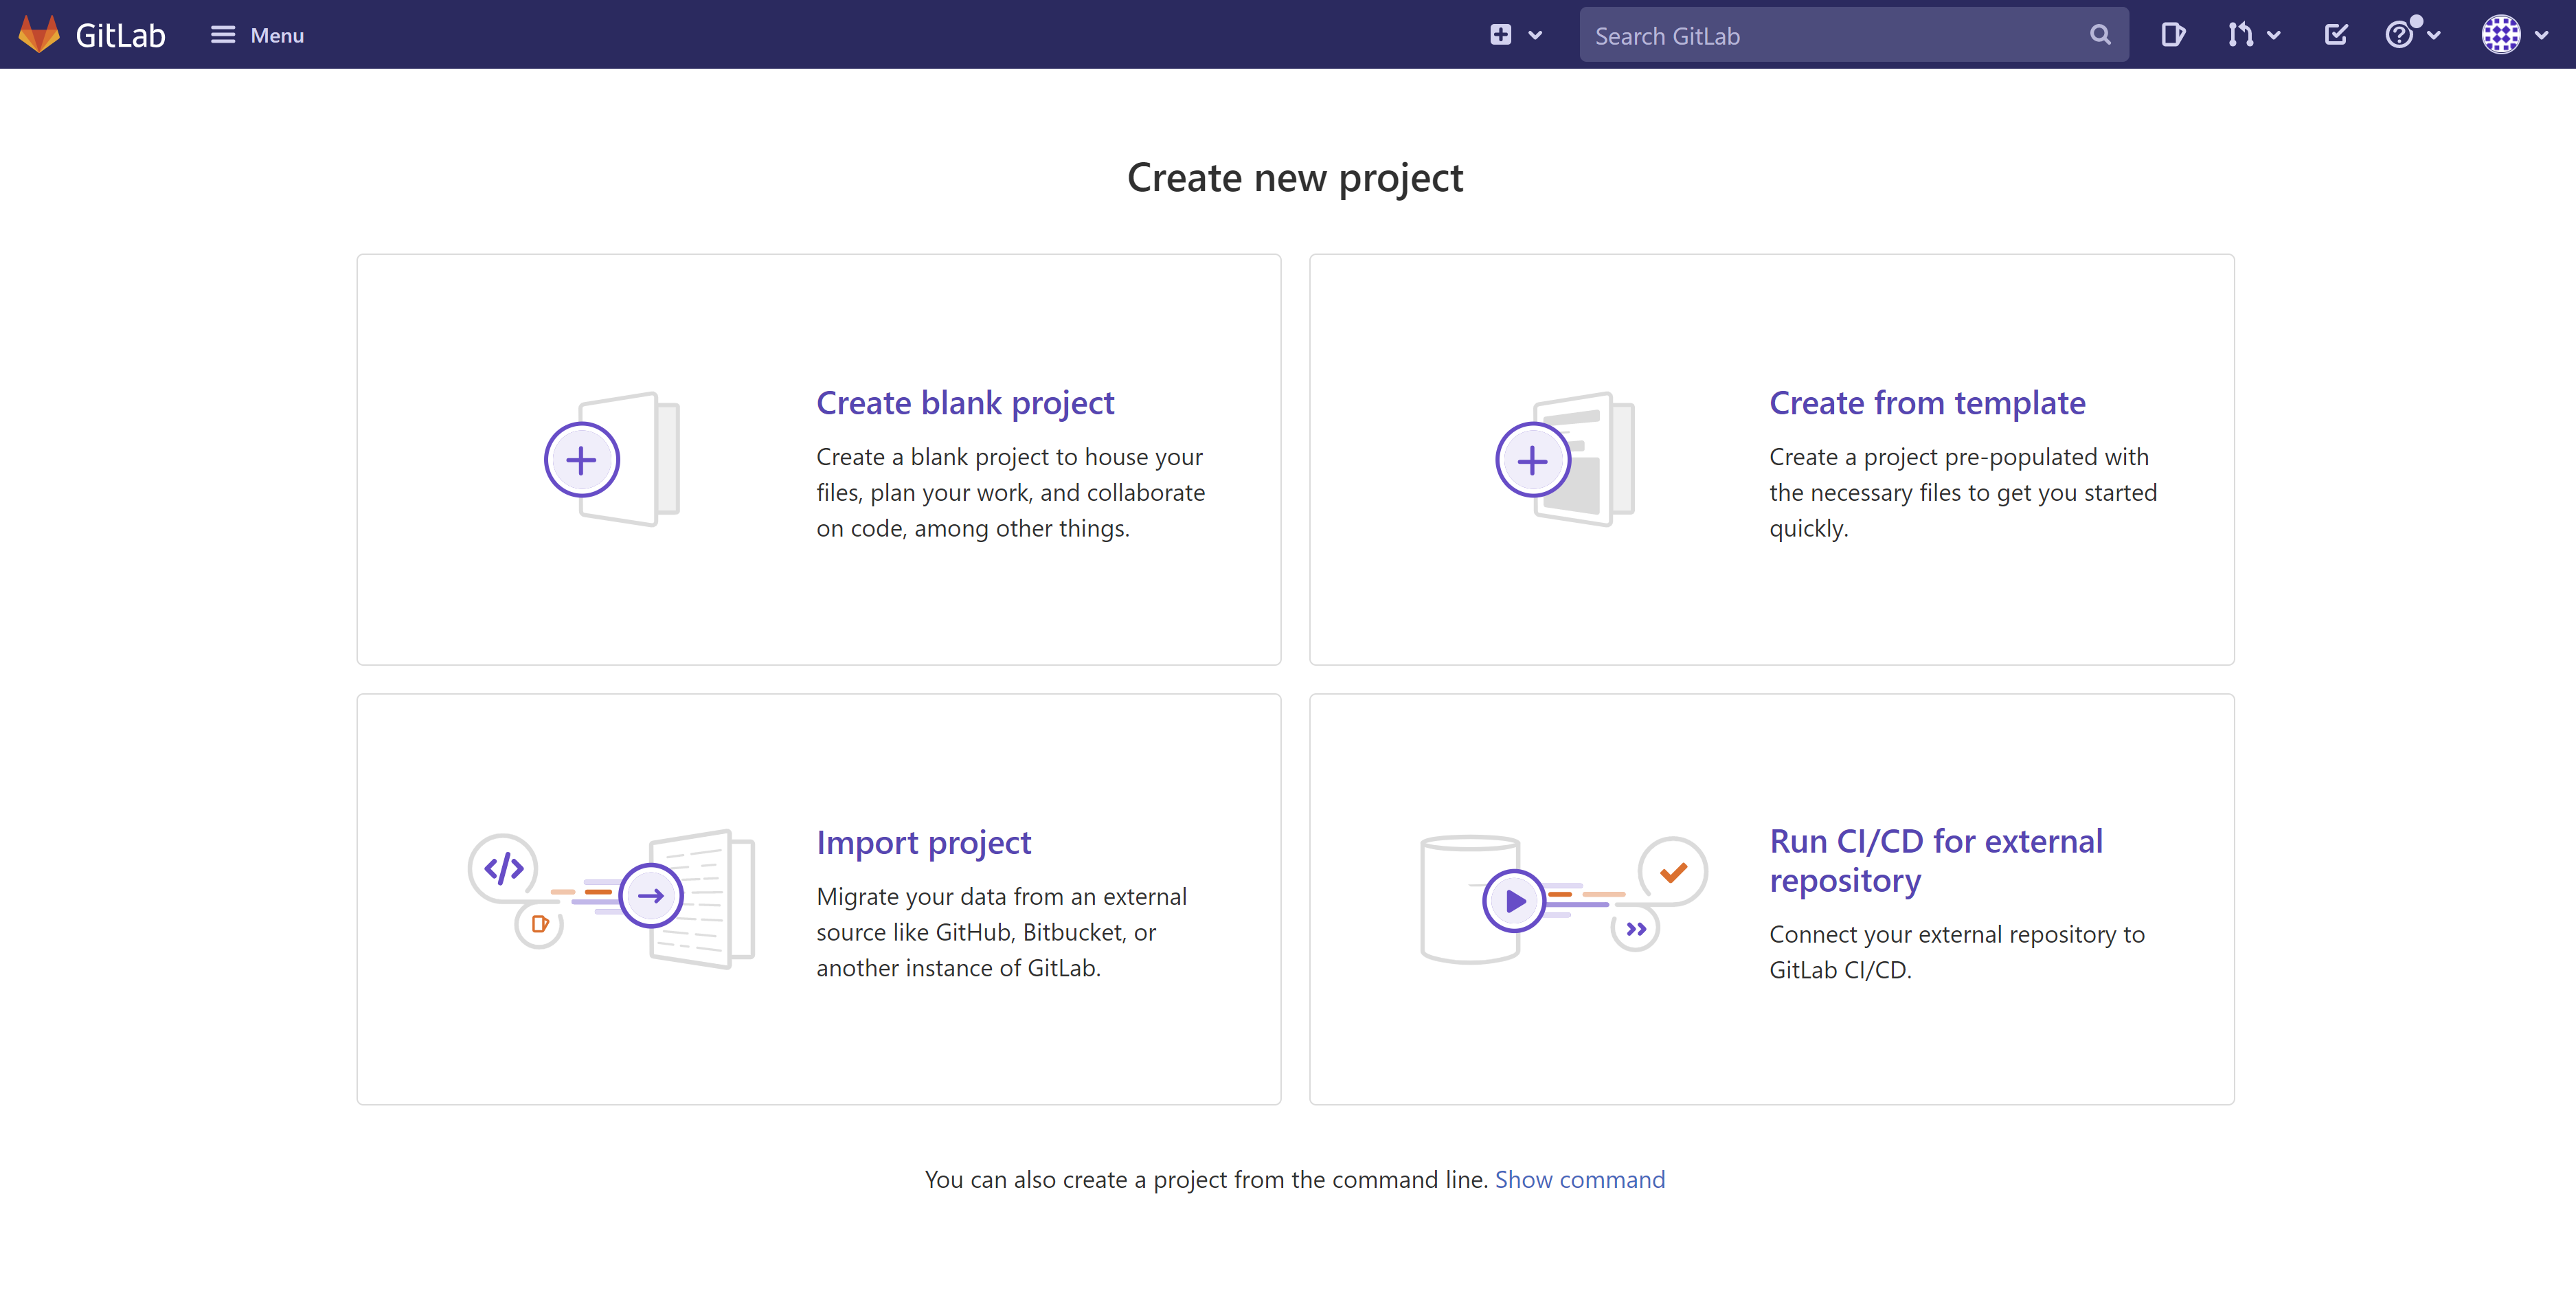 GitLab
Menu
Search GitLab
Create new project
Create blank project
Create a blank project to house your
files, plan your work, and collaborate
on code, among other things.
Create from template
Create a project pre-populated with
the necessary files to get you started
quickly.
Import project
Migrate your data from an external
source like GitHub, Bitbucket, or
another instance of GitLab.
Run CI/CD for external
repository
Connect your external repository to
GitLab CI/CD.
You can also create a project from the command line. Show command